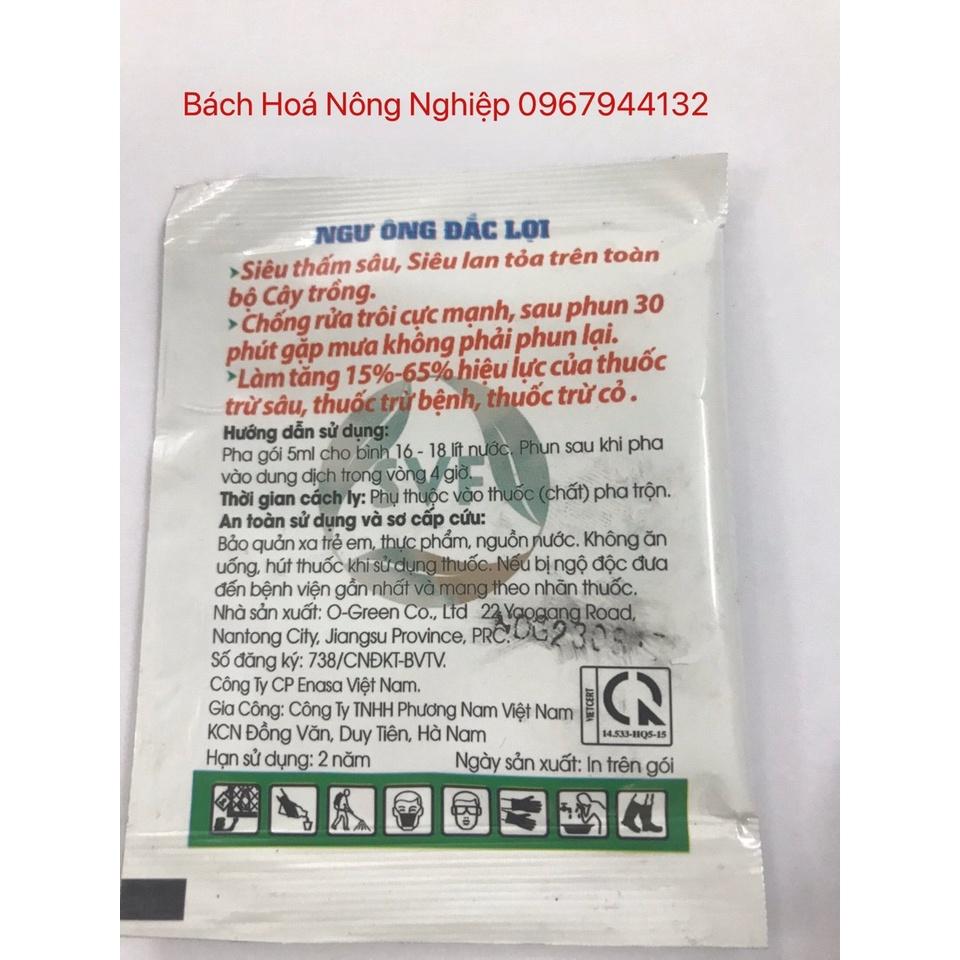 Bách Hoá Nông Nghiệp 0967944132
NGƯ ÔNG ĐẮC LỢI
➤Siêu thấm sâu, Siêu lan tỏa trên toàn
bộ Cây trồng.
➤Chống rửa trôi cực mạnh, sau phun 30
phút gặp mưa không phải phun lại.
➤Làm tăng 15%-65% hiệu lực của thuốc
trừ sâu, thuốc trừ bệnh, thuốc trừ cỏ .
Hướng dẫn sử dụng:
Pha gói 5ml cho bình 16 - 18 lít nước. Phun sau khi pha
vào dung dịch trong vòng 4 giờ.
Thời gian cách ly: Phụ thuộc vào thuốc (chất) pha trộn.
An toàn sử dụng và sơ cấp cứu:
Bảo quản xa trẻ em, thực phẩm, nguồn nước. Không ăn
uống, hút thuốc khi sử dụng thuốc. Nếu bị ngộ độc đưa
đến bệnh viện gần nhất và mang theo nhãn thuốc.
Nhà sản xuất: O-Green Co., Ltd 22 Yaogang Road,
Nantong City, Jiangsu Province, PRC.
Số đăng ký: 738/CNĐKT-BVTV.
Công Ty CP Enasa Việt Nam.
Gia Công: Công Ty TNHH Phương Nam Việt Nam
KCN Đồng Văn, Duy Tiên, Hà Nam
VIETCERT
14.533-HQ5-15
Hạn sử dụng: 2 năm Ngày sản xuất: In trên gói